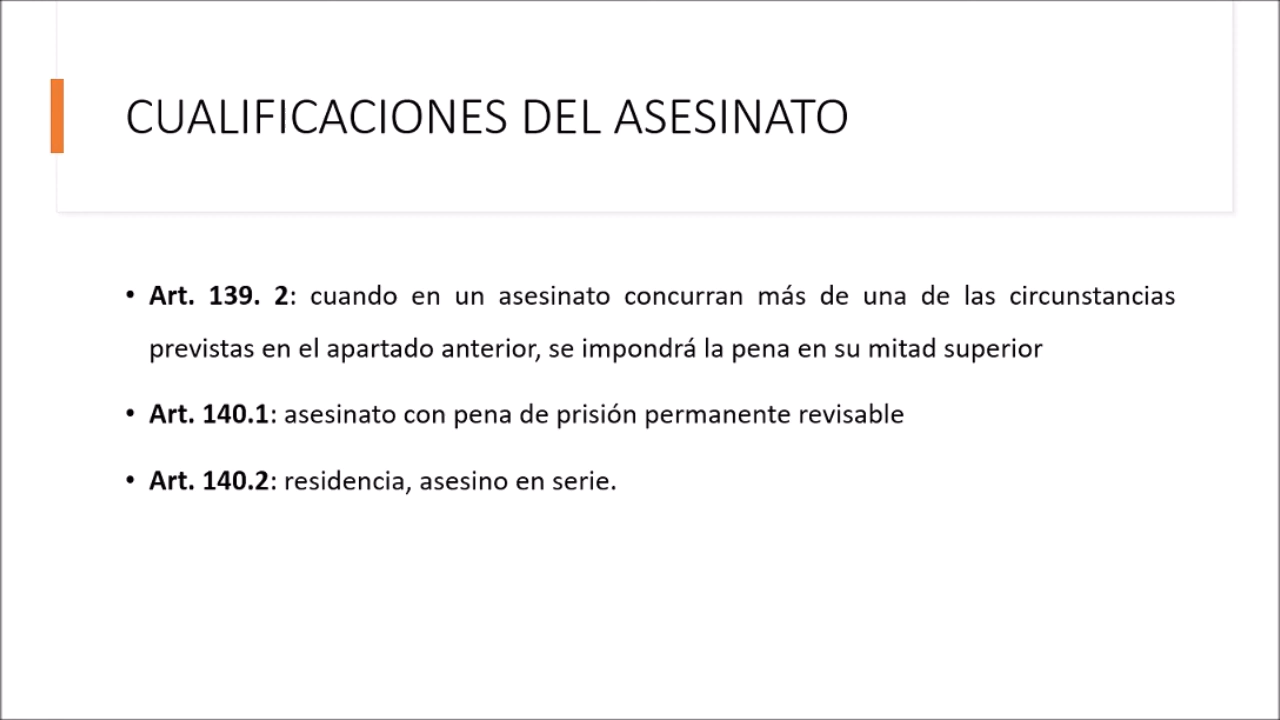 CUALIFICACIONES DEL ASESINATO
• Art. 139. 2: cuando en un asesinato concurran más de una de las circunstancias
previstas en el apartado anterior, se impondrá la pena en su mitad superior
• Art. 140.1: asesinato con pena de prisión permanente revisable
• Art. 140.2: residencia, asesino en serie.